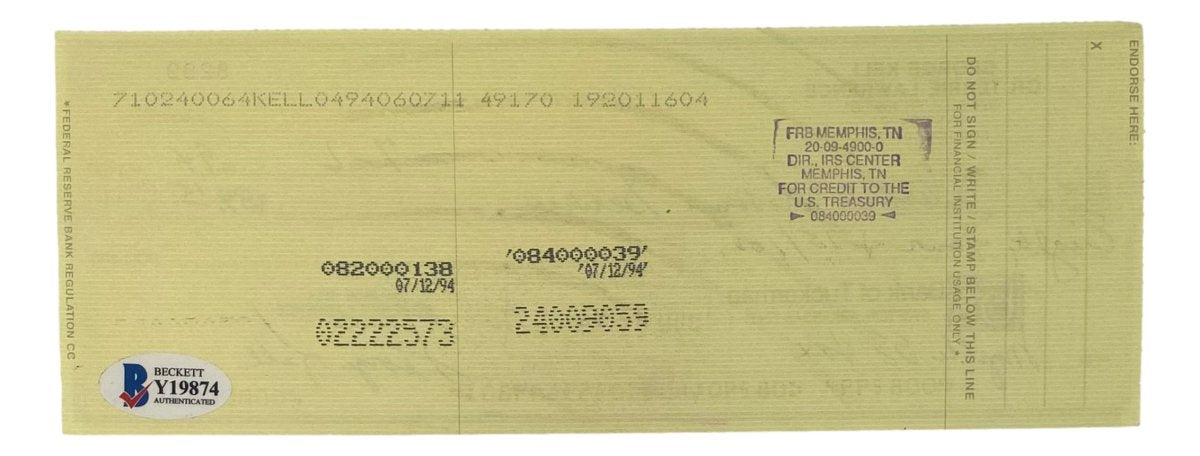 710240064KELL0494060711 49170 192011604
FRB MEMPHIS, TN
20-09-4900-0
DIR., IRS CENTER
MEMPHIS, TN
FOR CREDIT TO THE
U.S. TREASURY
► 084000039 ◄
ENDORSE HERE:
X
DO NOT SIGN / WRITE / STAMP BELOW THIS LINE
FOR FINANCIAL INSTITUTION USAGE ONLY *
*FEDERAL RESERVE BANK REGULATION CC
082000138
07/12/94
02222573
'084000039'
'07/12/94'
24009059
BECKETT
Y19874
AUTHENTICATED